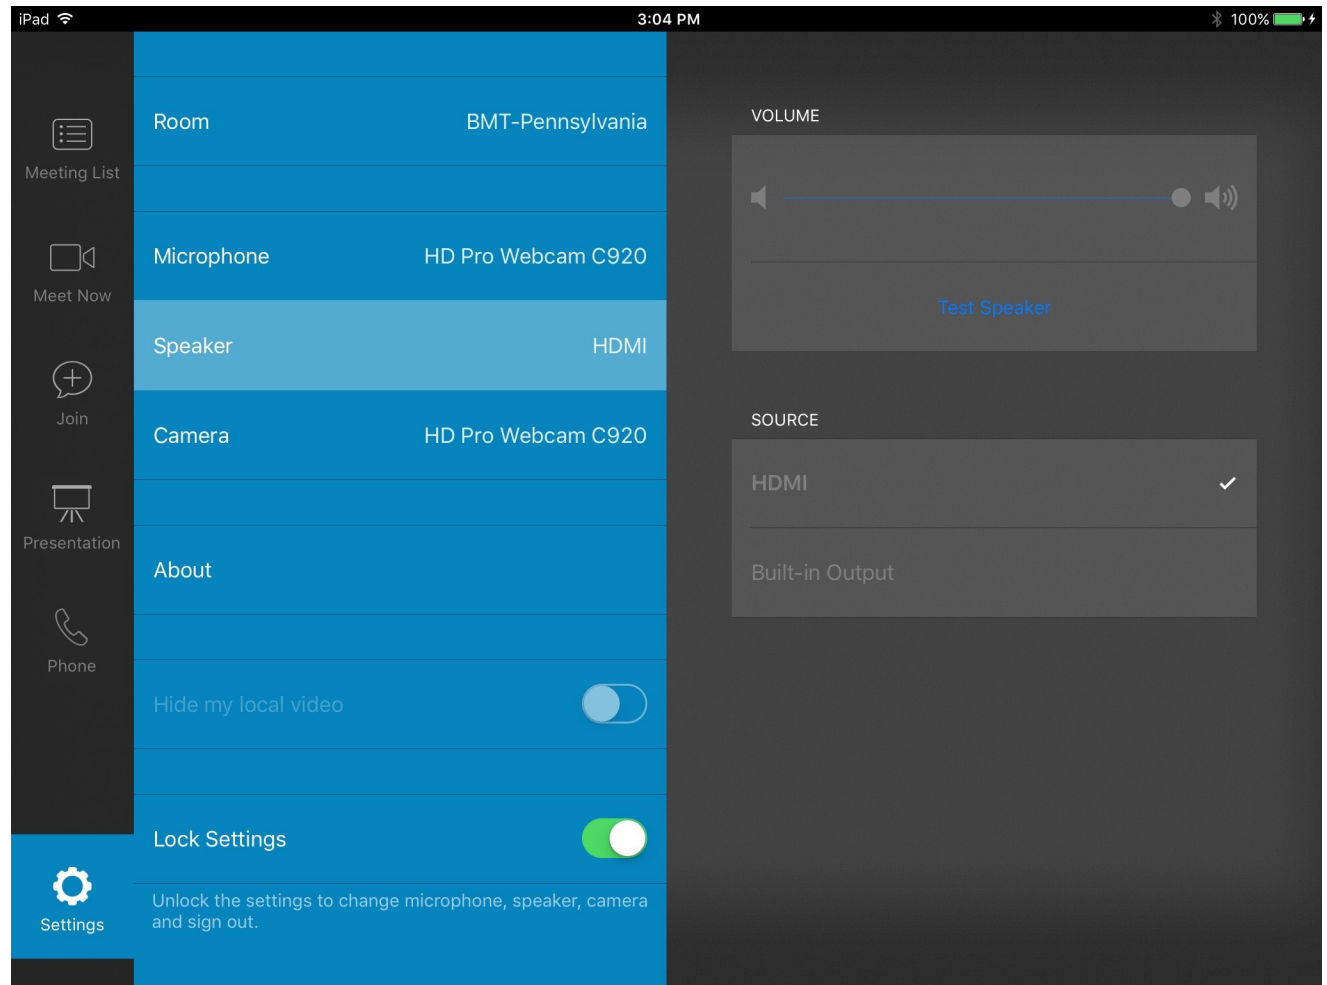 iPad 3:04 PM 100%
Meeting List
Meet Now
Join
Presentation
Phone
Settings
Room BMT-Pennsylvania
Microphone HD Pro Webcam C920
Speaker HDMI
Camera HD Pro Webcam C920
About
Hide my local video
Lock Settings
Unlock the settings to change microphone, speaker, camera
and sign out.
VOLUME
Test Speaker
SOURCE
HDMI
Built-in Output